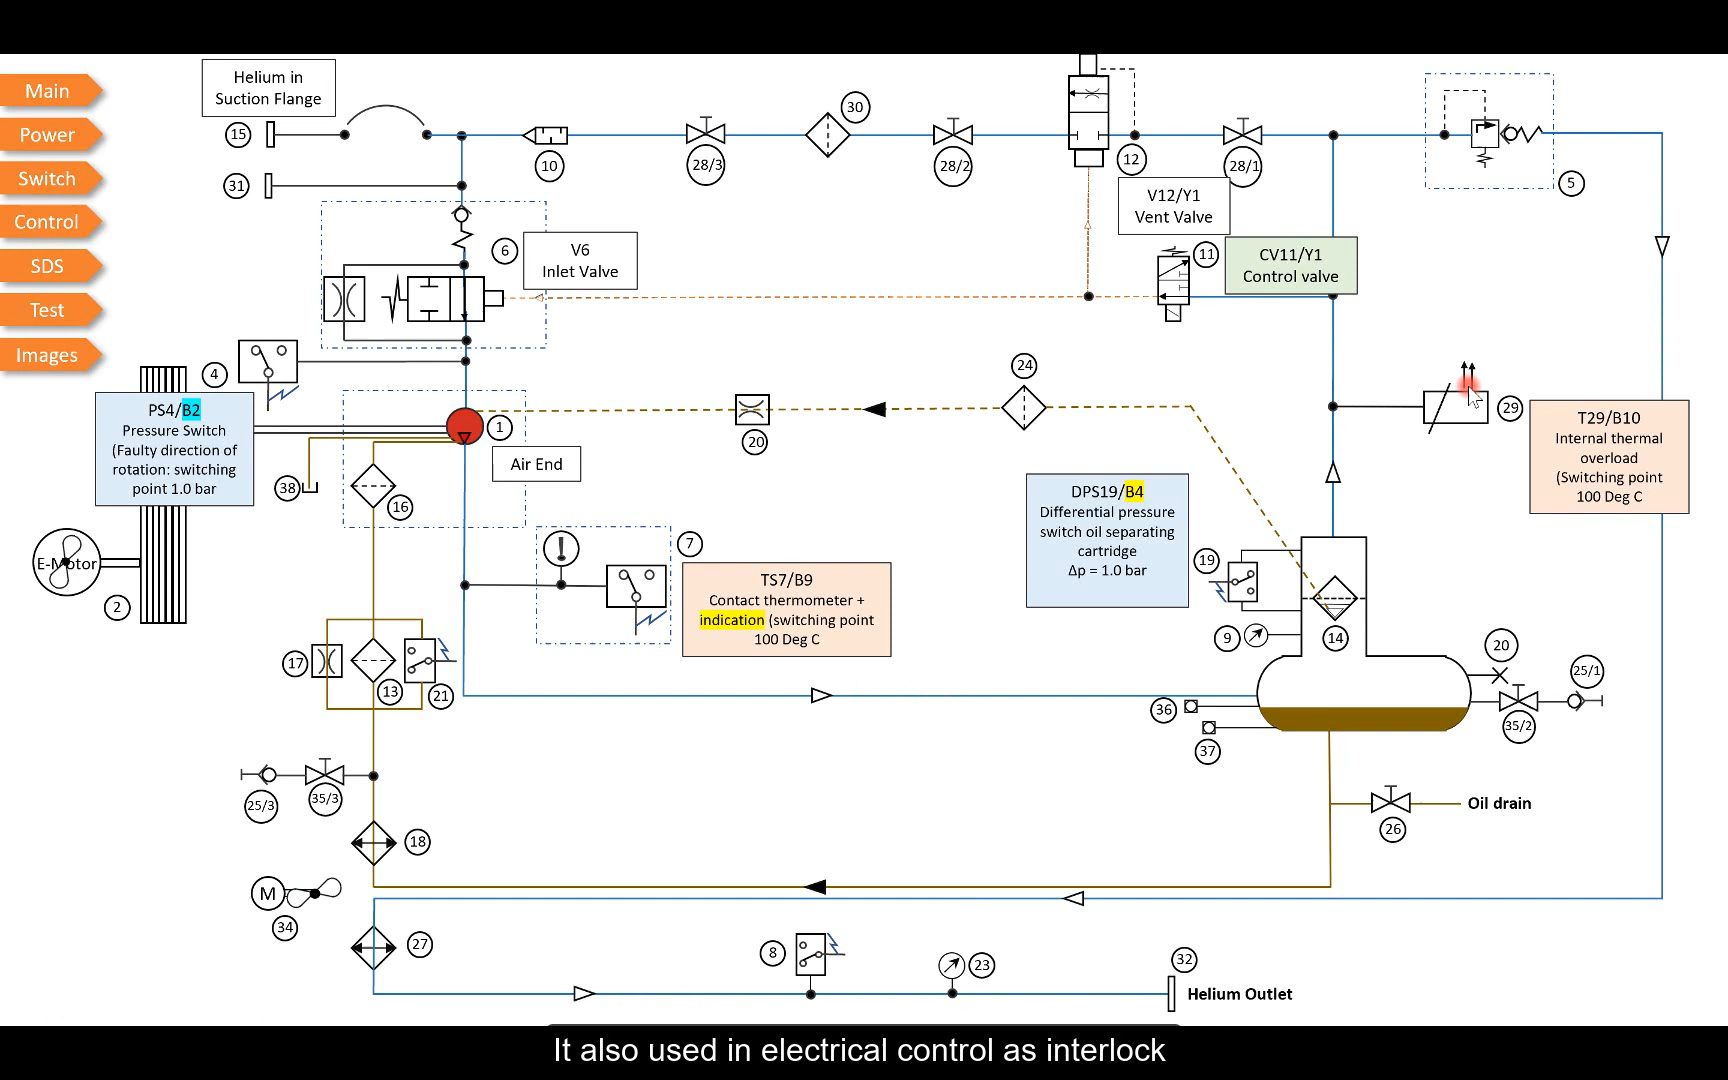 Main
Power
Switch
Control
SDS
Test
Images
Helium in
Suction Flange
15
31
10
28/3
30
28/2
12
28/1
5
V12/Y1
Vent Valve
6
V6
Inlet Valve
11
CV11/Y1
Control valve
4
PS4/B2
Pressure Switch
(Faulty direction of
rotation: switching
point 1.0 bar
1
Air End
20
24
29
T29/B10
Internal thermal
overload
(Switching point
100 Deg C
38
16
E-Motor
2
7
TS7/B9
Contact thermometer +
indication (switching point
100 Deg C
DPS19/B4
Differential pressure
switch oil separating
cartridge
Δp = 1.0 bar
19
9
14
20
25/1
35/2
36
37
17
13
21
25/3
35/3
18
26
Oil drain
M
34
27
8
23
32
Helium Outlet
It also used in electrical control as interlock